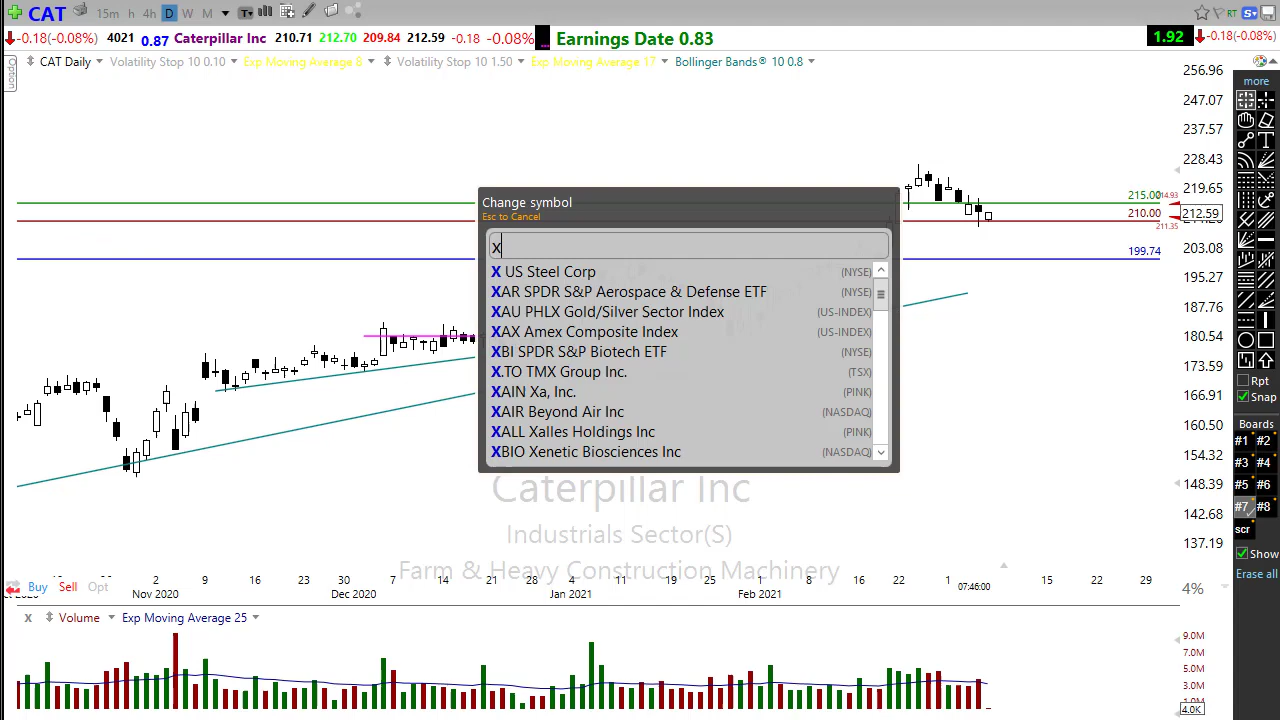 CAT 15m h 4h D W M T
RT S
-0.18(-0.08%) 4021 0.87 Caterpillar Inc 210.71 212.70 209.84 212.59 -0.18 -0.08% Earnings Date 0.83 1.92 -0.18(-0.08%)
Option
CAT Daily Volatility Stop 10 0.10 Exp Moving Average 8 Volatility Stop 10 1.50 Exp Moving Average 17 Bollinger Bands® 10 0.8
256.96
247.07
237.57
228.43
219.65
215.00
214.93
210.00
212.59
211.35
203.08
199.74
195.27
187.76
180.54
173.59
166.91
160.50
154.32
148.39
142.68
137.19
Change symbol
Esc to Cancel
X
X US Steel Corp (NYSE)
XAR SPDR S&P Aerospace & Defense ETF (NYSE)
XAU PHLX Gold/Silver Sector Index (US-INDEX)
XAX Amex Composite Index (US-INDEX)
XBI SPDR S&P Biotech ETF (NYSE)
X.TO TMX Group Inc. (TSX)
XAIN Xa, Inc. (PINK)
XAIR Beyond Air Inc (NASDAQ)
XALL Xalles Holdings Inc (PINK)
XBIO Xenetic Biosciences Inc (NASDAQ)
Caterpillar Inc
Industrials Sector(S)
Farm & Heavy Construction Machinery
more
T
Rpt
Snap
Boards
#1 #2
#3 #4
#5 #6
#7 #8
scr
Show
Erase all
Buy Sell Opt
2 9 16 23 30 7 14 21 28 4 11 19 25 1 8 16 22 1 07:46:00 15 22 29
Nov 2020 Dec 2020 Jan 2021 Feb 2021
4%
X Volume Exp Moving Average 25
9.0M
7.0M
5.0M
3.0M
1.0M
4.0K